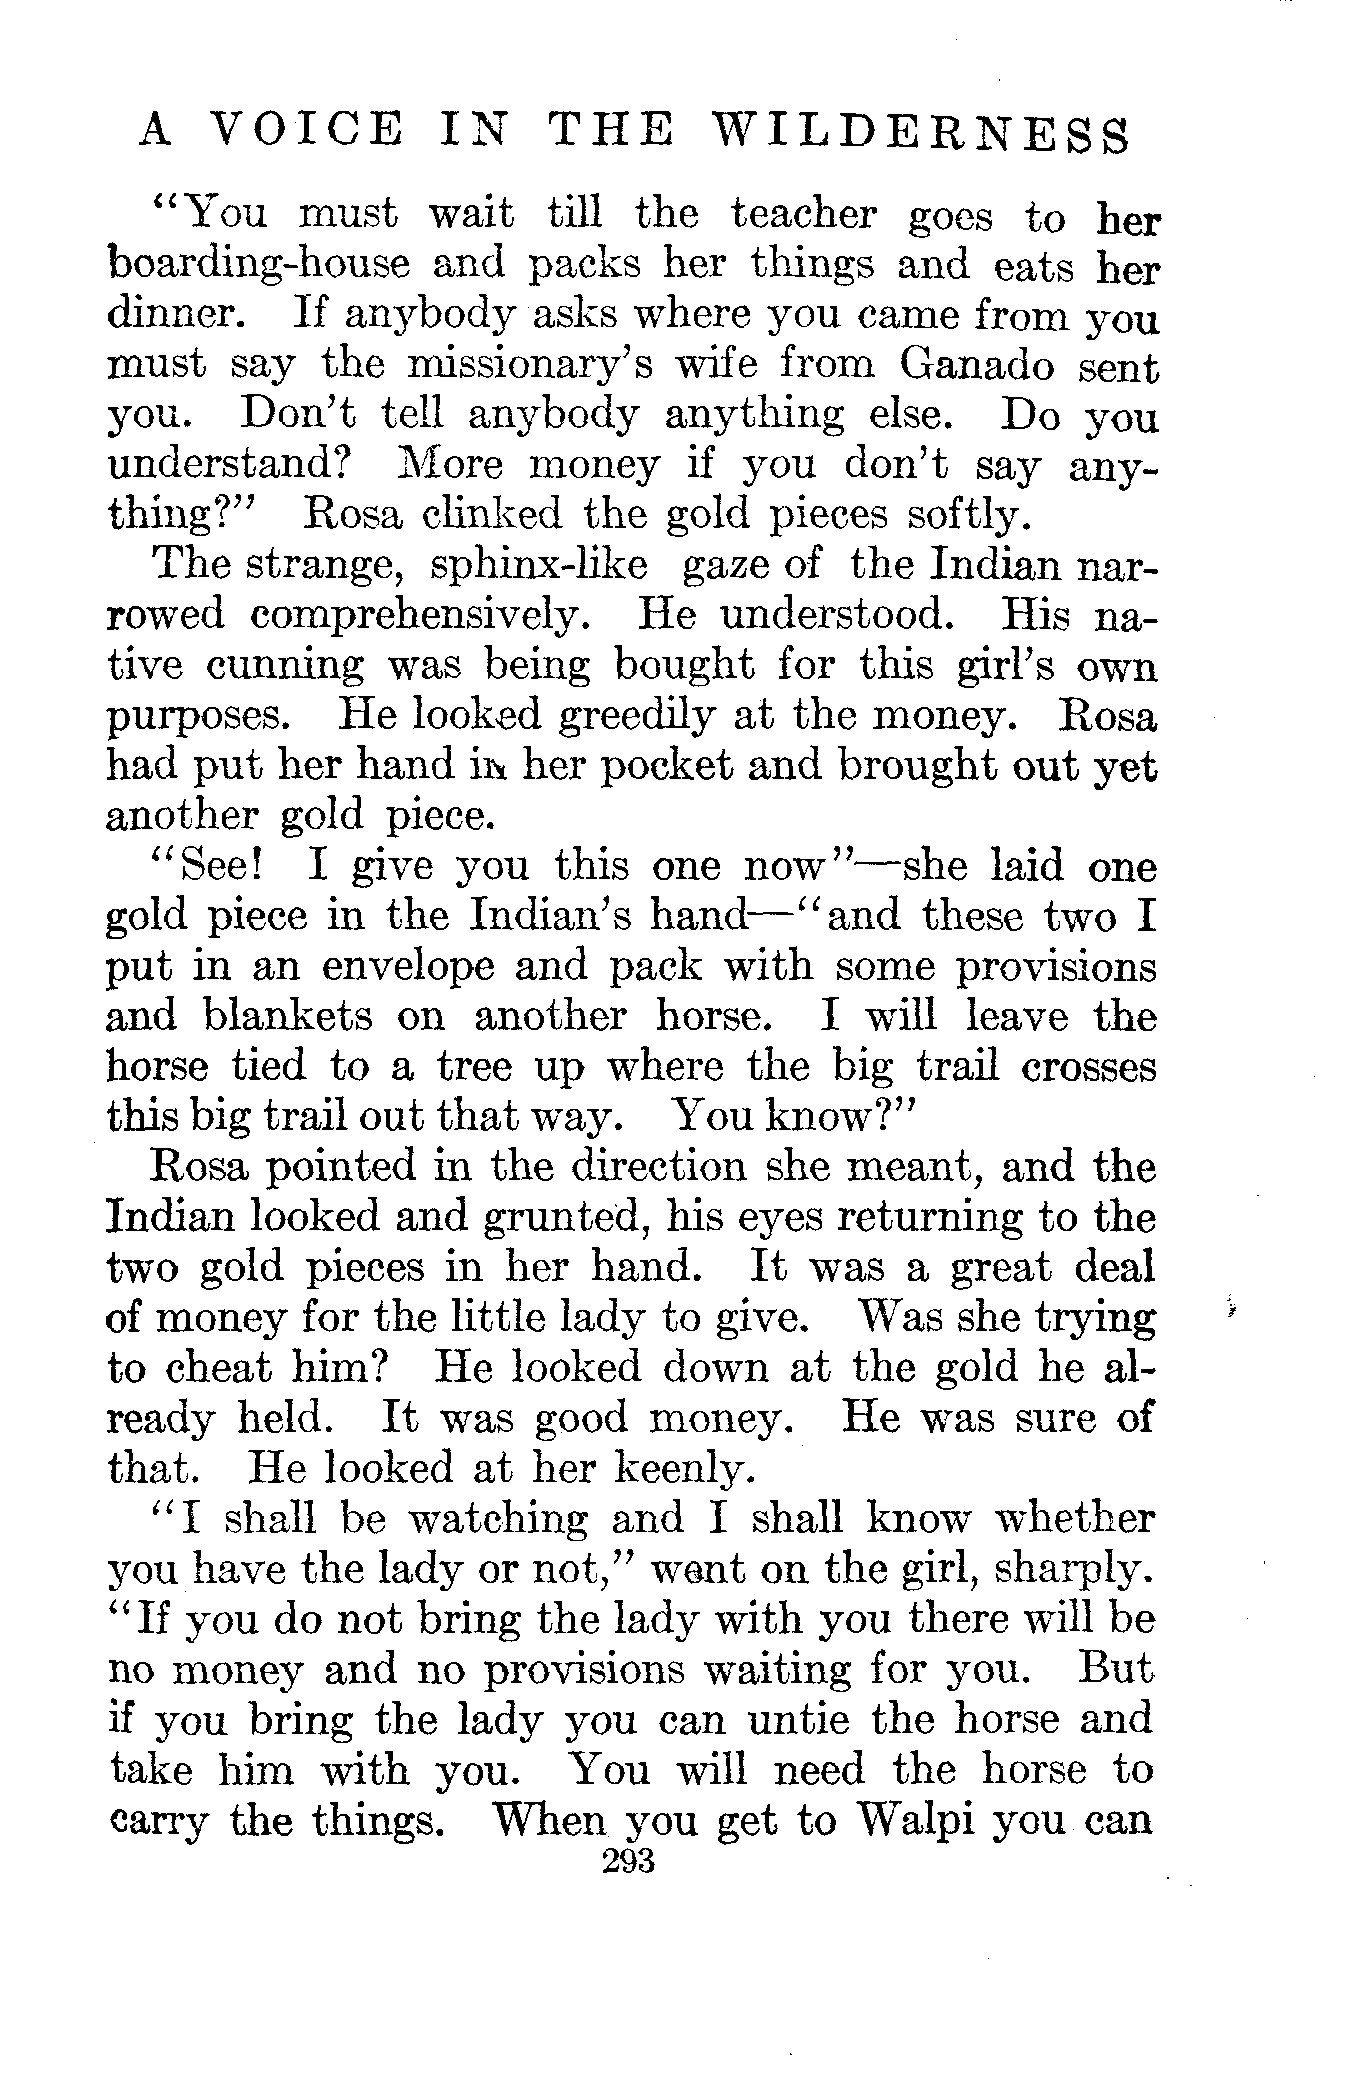 A VOICE IN THE WILDERNESS
“You must wait till the teacher goes to her
boarding-house and packs her things and eats her
dinner. If anybody asks where you came from you
must say the missionary’s wife from Ganado sent
you. Don’t tell anybody anything else. Do you
understand? More money if you don’t say any-
thing?” Rosa clinked the gold pieces softly.
The strange, sphinx-like gaze of the Indian nar-
rowed comprehensively. He understood. His na-
tive cunning was being bought for this girl’s own
purposes. He looked greedily at the money. Rosa
had put her hand in her pocket and brought out yet
another gold piece.
“See! I give you this one now”—she laid one
gold piece in the Indian’s hand—“and these two I
put in an envelope and pack with some provisions
and blankets on another horse. I will leave the
horse tied to a tree up where the big trail crosses
this big trail out that way. You know?”
Rosa pointed in the direction she meant, and the
Indian looked and grunted, his eyes returning to the
two gold pieces in her hand. It was a great deal
of money for the little lady to give. Was she trying
to cheat him? He looked down at the gold he al-
ready held. It was good money. He was sure of
that. He looked at her keenly.
“I shall be watching and I shall know whether
you have the lady or not,” went on the girl, sharply.
“If you do not bring the lady with you there will be
no money and no provisions waiting for you. But
if you bring the lady you can untie the horse and
take him with you. You will need the horse to
carry the things. When you get to Walpi you can
293